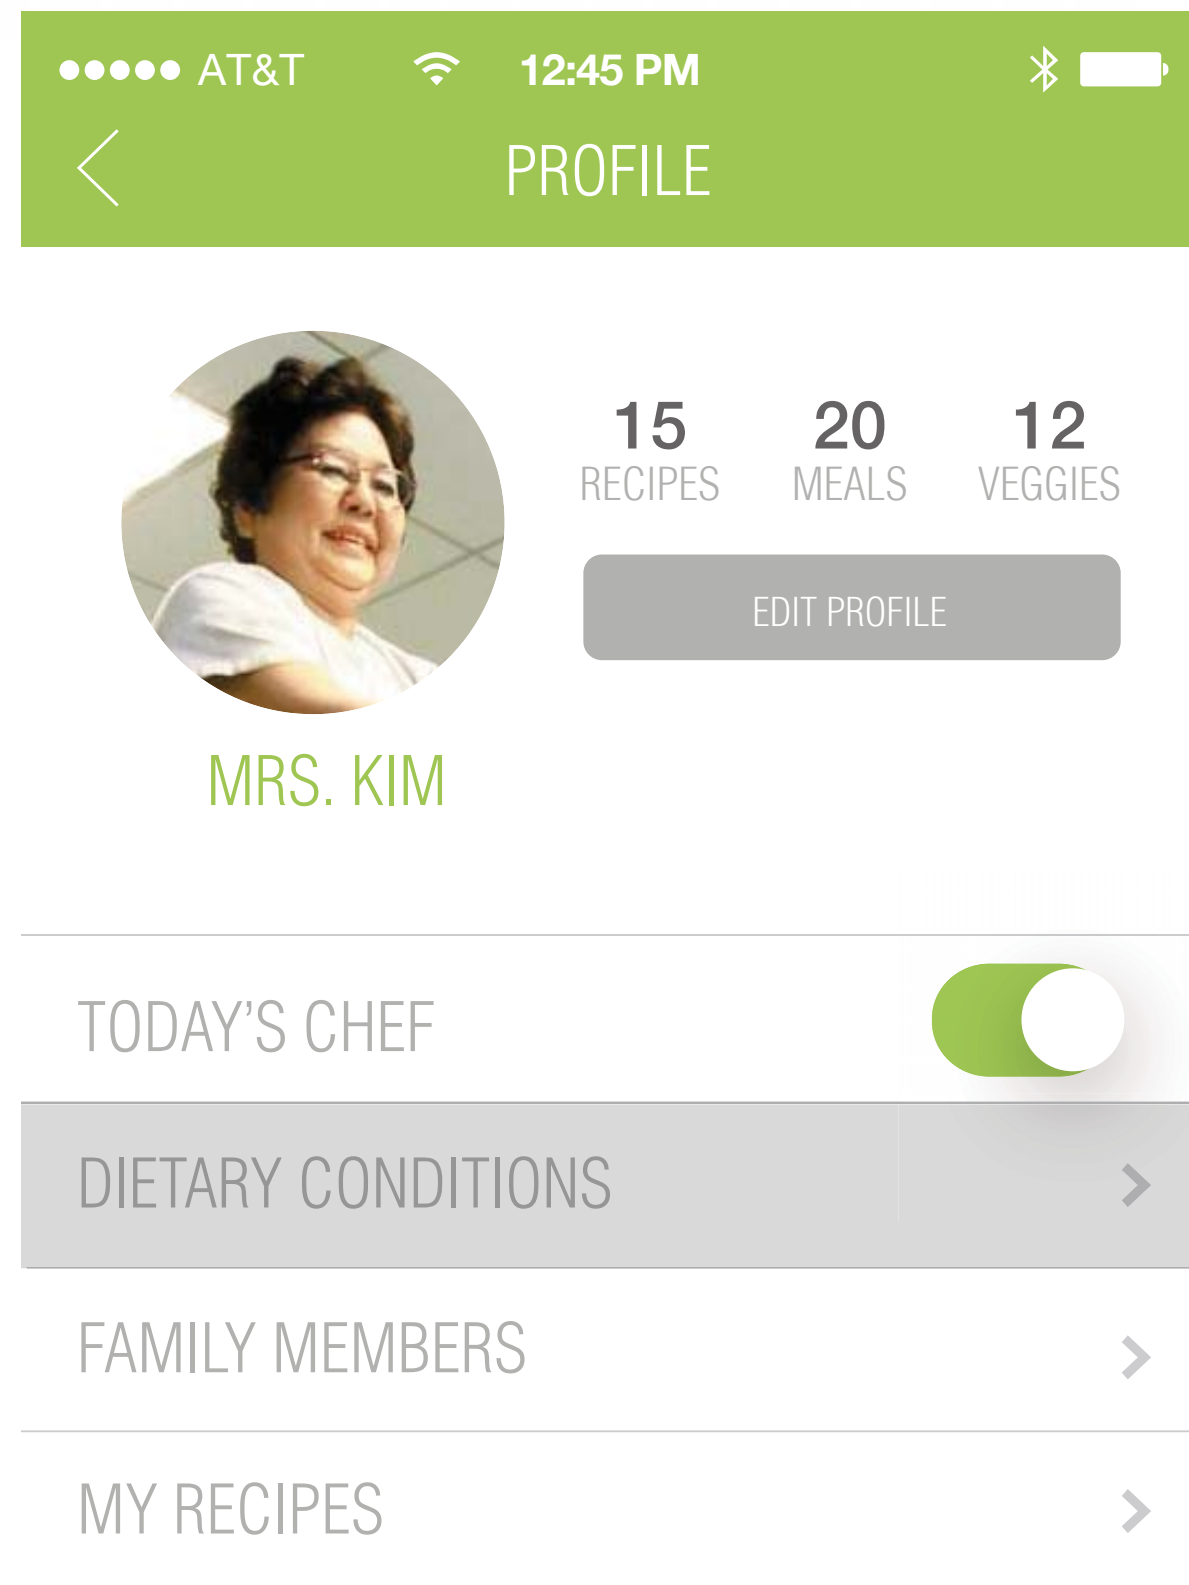 AT&T 12:45 PM
PROFILE
15 20 12
RECIPES MEALS VEGGIES
EDIT PROFILE
MRS. KIM
TODAY’S CHEF
DIETARY CONDITIONS
FAMILY MEMBERS
MY RECIPES